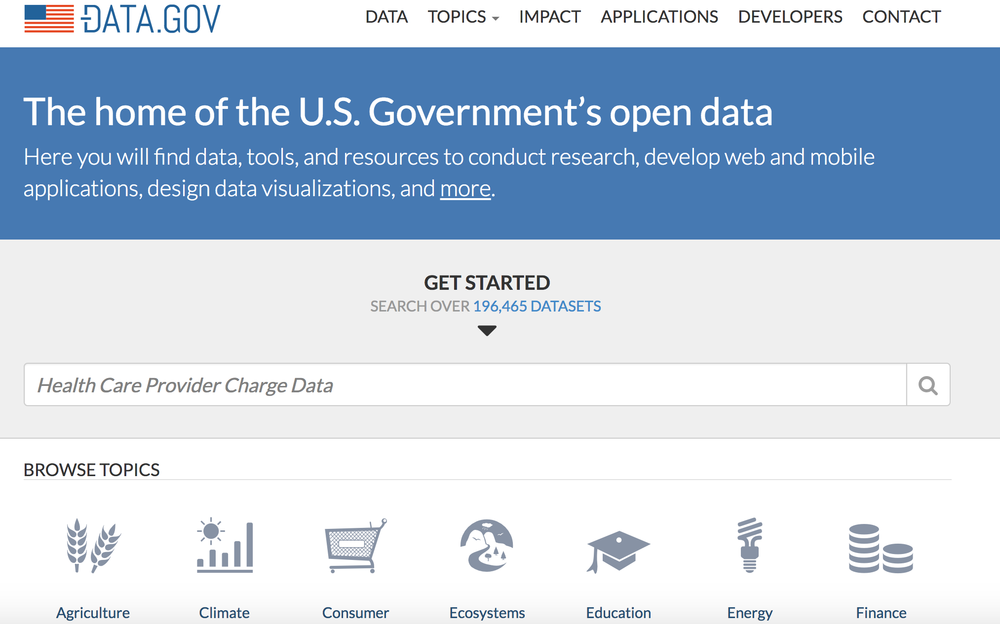 DATA.GOV
DATA TOPICS IMPACT APPLICATIONS DEVELOPERS CONTACT
The home of the U.S. Government’s open data
Here you will find data, tools, and resources to conduct research, develop web and mobile
applications, design data visualizations, and more.
GET STARTED
SEARCH OVER 196,465 DATASETS
Health Care Provider Charge Data
BROWSE TOPICS
Agriculture Climate Consumer Ecosystems Education Energy Finance